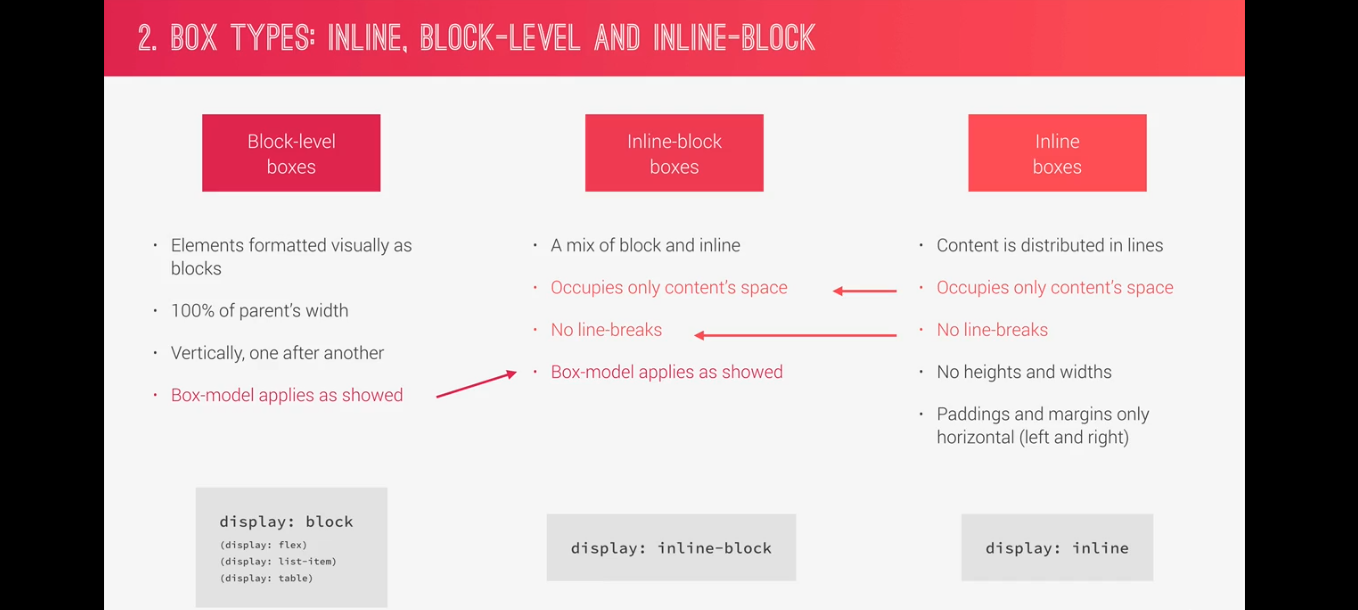 2. BOX TYPES: INLINE, BLOCK-LEVEL AND INLINE-BLOCK
Block-level
boxes
• Elements formatted visually as
blocks
• 100% of parent's width
• Vertically, one after another
• Box-model applies as showed
display: block
(display: flex)
(display: list-item)
(display: table)
Inline-block
boxes
• A mix of block and inline
• Occupies only content's space
• No line-breaks
• Box-model applies as showed
display: inline-block
Inline
boxes
• Content is distributed in lines
• Occupies only content's space
• No line-breaks
• No heights and widths
• Paddings and margins only
horizontal (left and right)
display: inline